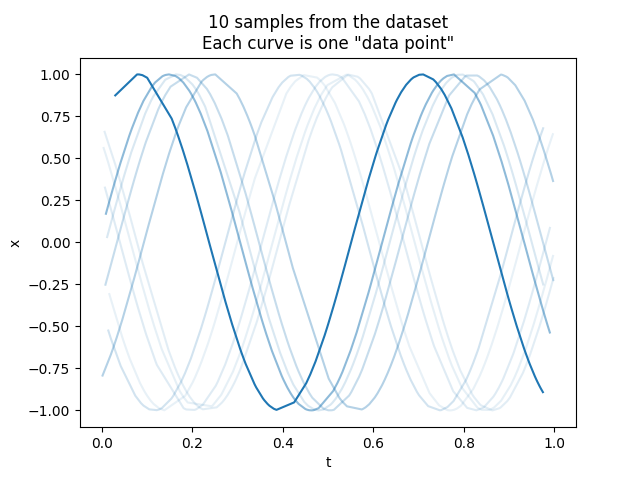 10 samples from the dataset
Each curve is one "data point"
1.00
0.75
0.50
0.25
0.00
−0.25
−0.50
−0.75
−1.00
x
0.0 0.2 0.4 0.6 0.8 1.0
t